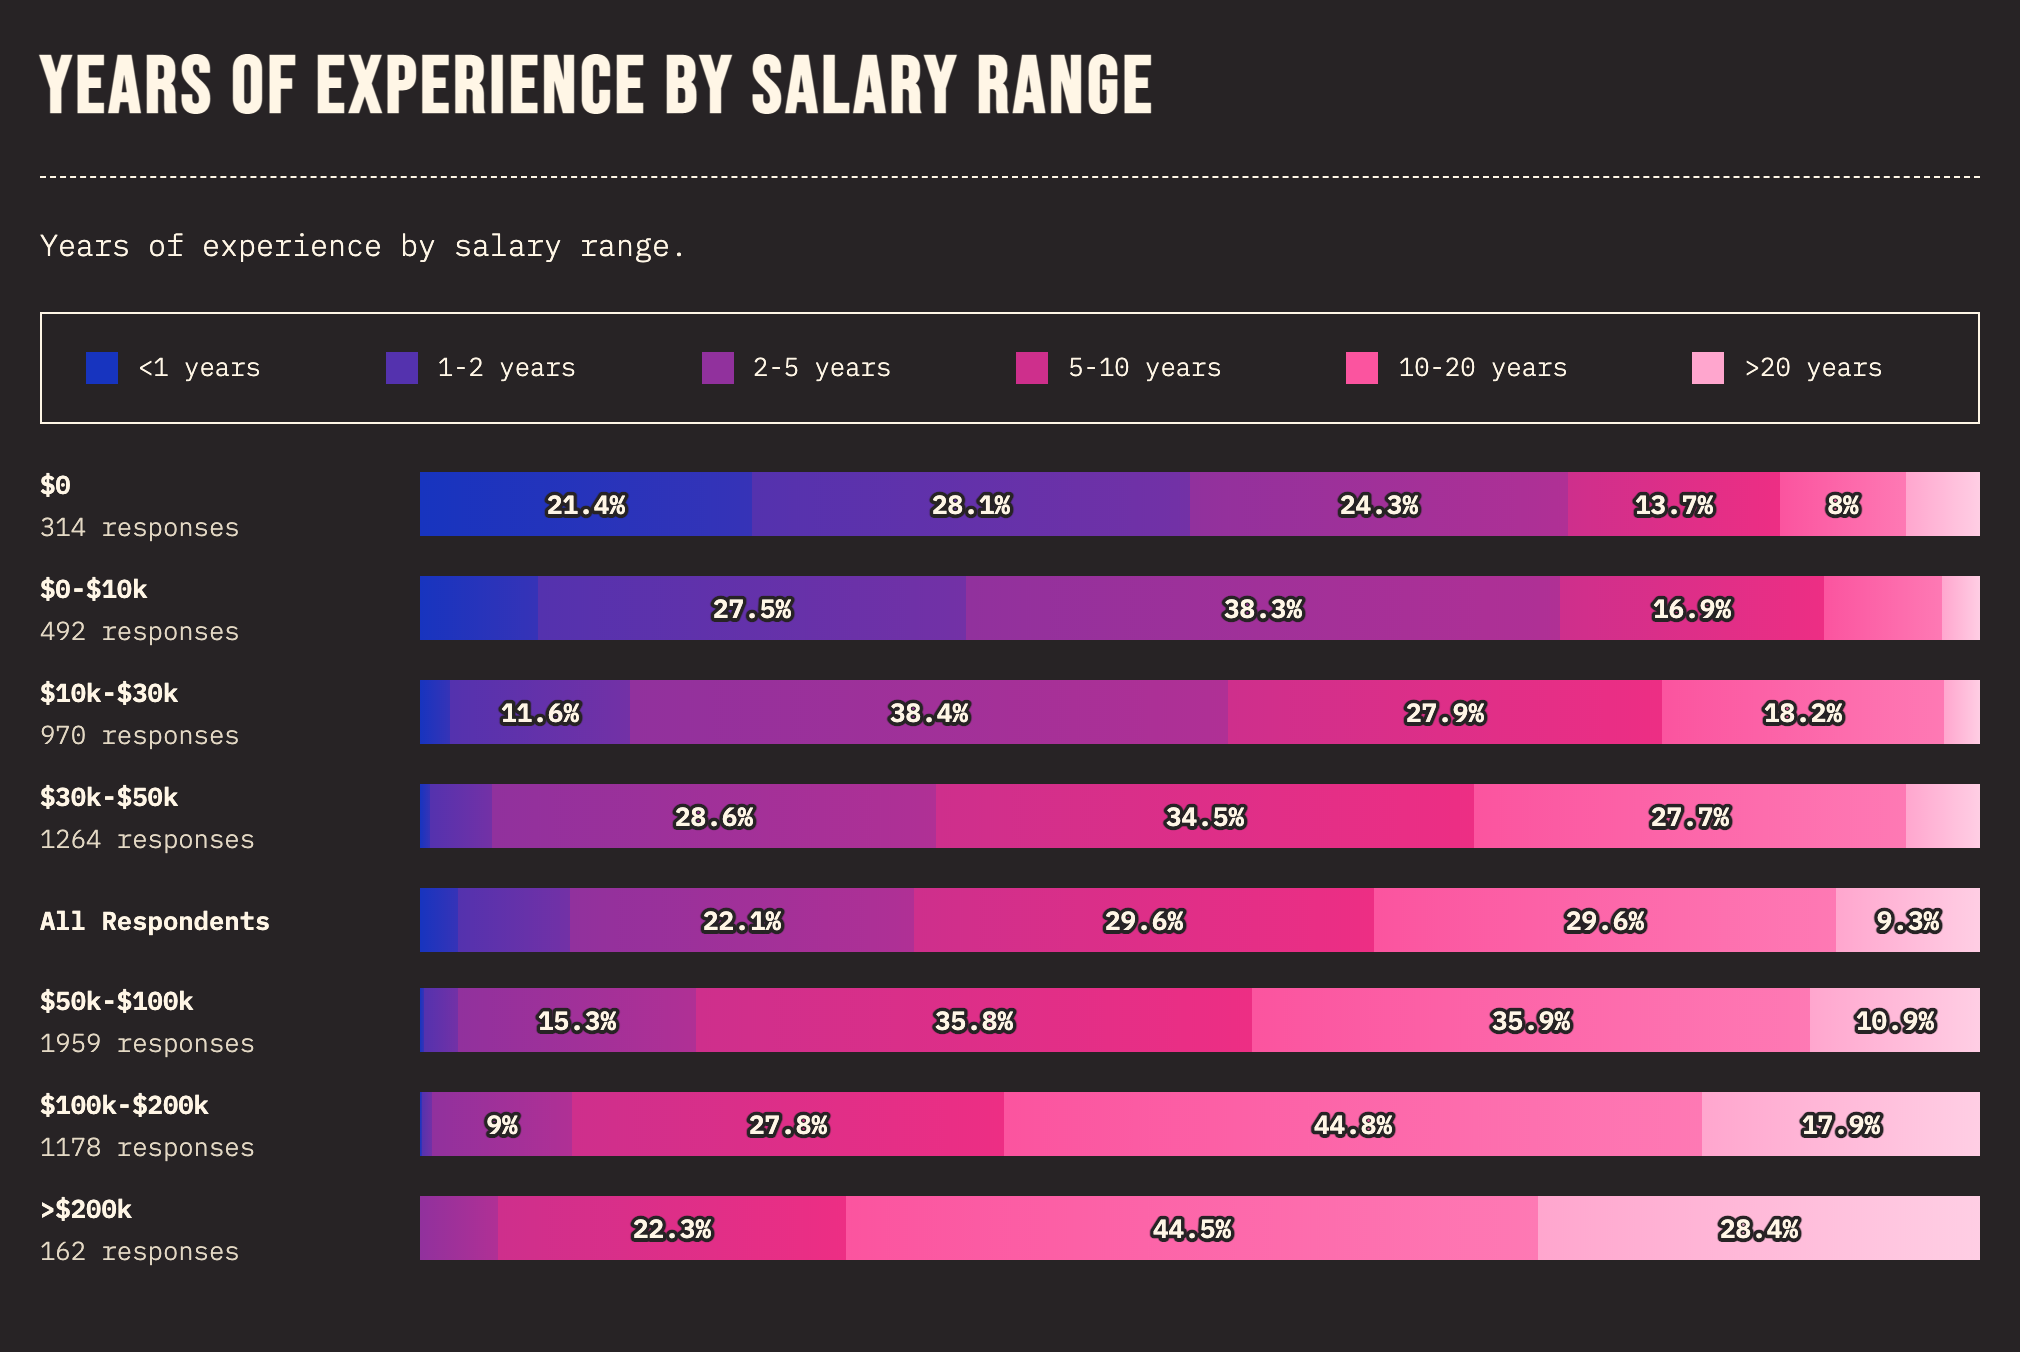 YEARS OF EXPERIENCE BY SALARY RANGE
Years of experience by salary range.
<1 years 1-2 years 2-5 years 5-10 years 10-20 years >20 years
$0
314 responses
21.4% 28.1% 24.3% 13.7% 8%
$0-$10k
492 responses
27.5% 38.3% 16.9%
$10k-$30k
970 responses
11.6% 38.4% 27.9% 18.2%
$30k-$50k
1264 responses
28.6% 34.5% 27.7%
All Respondents
22.1% 29.6% 29.6% 9.3%
$50k-$100k
1959 responses
15.3% 35.8% 35.9% 10.9%
$100k-$200k
1178 responses
9% 27.8% 44.8% 17.9%
>$200k
162 responses
22.3% 44.5% 28.4%